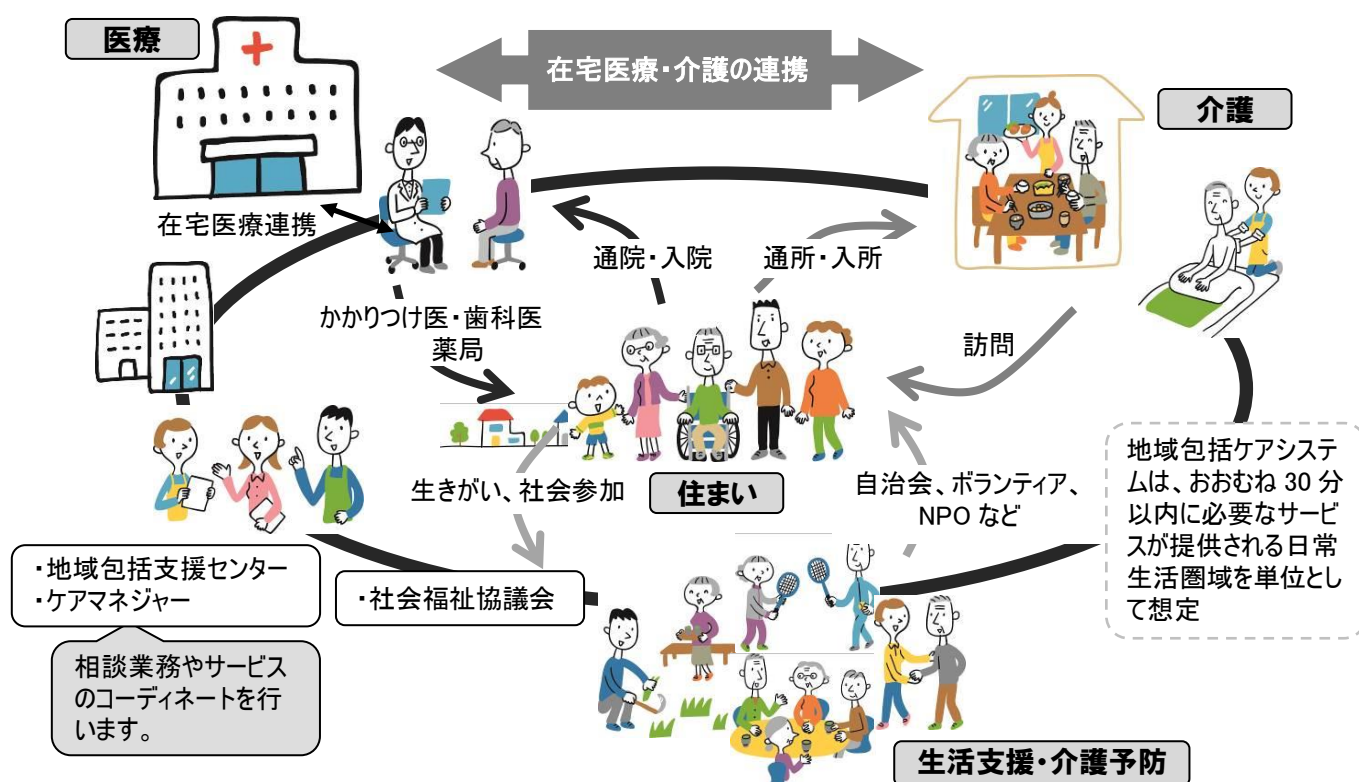 医療
在宅医療・介護の連携
介護
在宅医療連携
通院・入院
通所・入所
かかりつけ医・歯科医
薬局
訪問
生きがい、社会参加
住まい
自治会、ボランティア、
NPO など
地域包括ケアシステ
ムは、おおむね 30 分
以内に必要なサービ
スが提供される日常
生活圏域を単位とし
て想定
・地域包括支援センター
・ケアマネジャー
・社会福祉協議会
相談業務やサービス
のコーディネートを行
います。
生活支援・介護予防